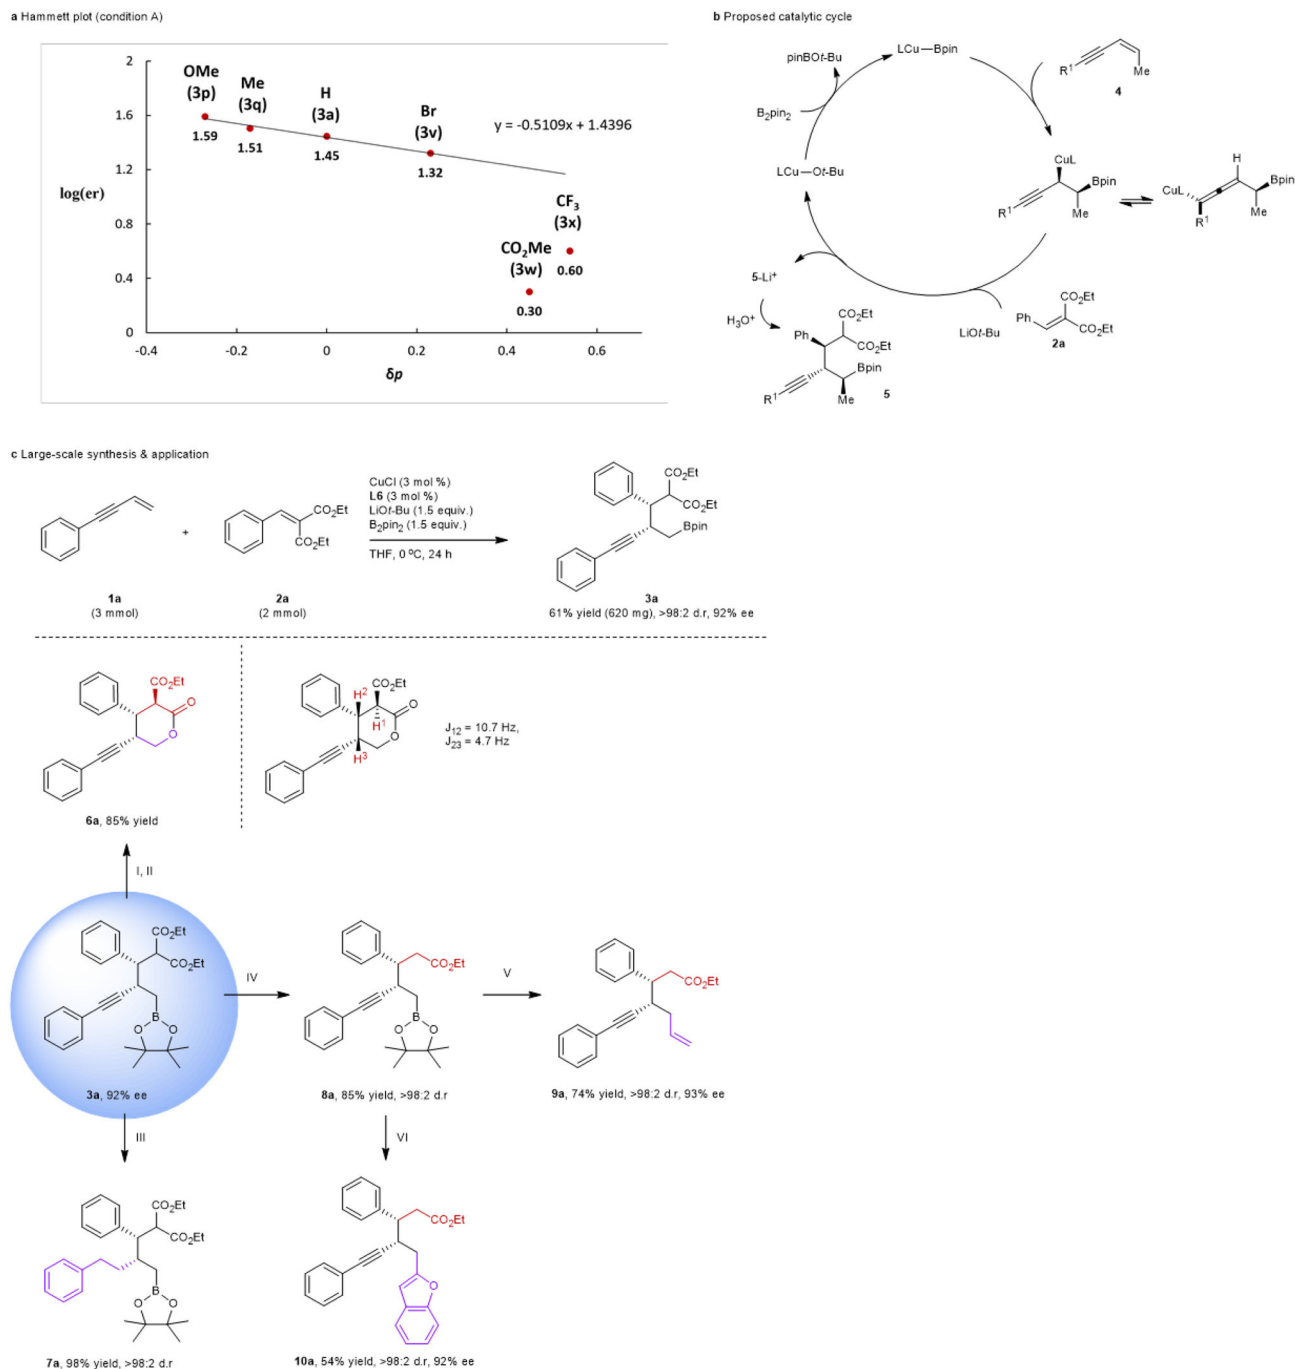 a Hammett plot (condition A)
2
1.6
1.2
0.8
0.4
0
log(er)
-0.4
-0.2
0
0.2
0.4
0.6
δp
OMe
(3p)
1.59
Me
(3q)
1.51
H
(3a)
1.45
Br
(3v)
1.32
y = -0.5109x + 1.4396
CF3
(3x)
0.60
CO2Me
(3w)
0.30
b Proposed catalytic cycle
LCu—Bpin
pinBOt-Bu
B2pin2
LCu—Ot-Bu
R1
Me
4
CuL
Bpin
R1
Me
H
CuL
Bpin
R1
Me
5-Li+
H3O+
LiOt-Bu
CO2Et
Ph
CO2Et
2a
CO2Et
Ph
CO2Et
Bpin
R1
Me
5
c Large-scale synthesis & application
1a
(3 mmol)
+
CO2Et
CO2Et
2a
(2 mmol)
CuCl (3 mol %)
L6 (3 mol %)
LiOt-Bu (1.5 equiv.)
B2pin2 (1.5 equiv.)
THF, 0 ºC, 24 h
CO2Et
CO2Et
Bpin
3a
61% yield (620 mg), >98:2 d.r, 92% ee
CO2Et
O
O
6a, 85% yield
CO2Et
H2
O
H1
O
H3
J12 = 10.7 Hz,
J23 = 4.7 Hz
I, II
CO2Et
CO2Et
B
O
O
3a, 92% ee
IV
CO2Et
B
O
O
8a, 85% yield, >98:2 d.r
V
CO2Et
9a, 74% yield, >98:2 d.r, 93% ee
III
VI
CO2Et
CO2Et
B
O
O
7a, 98% yield, >98:2 d.r
CO2Et
O
10a, 54% yield, >98:2 d.r, 92% ee